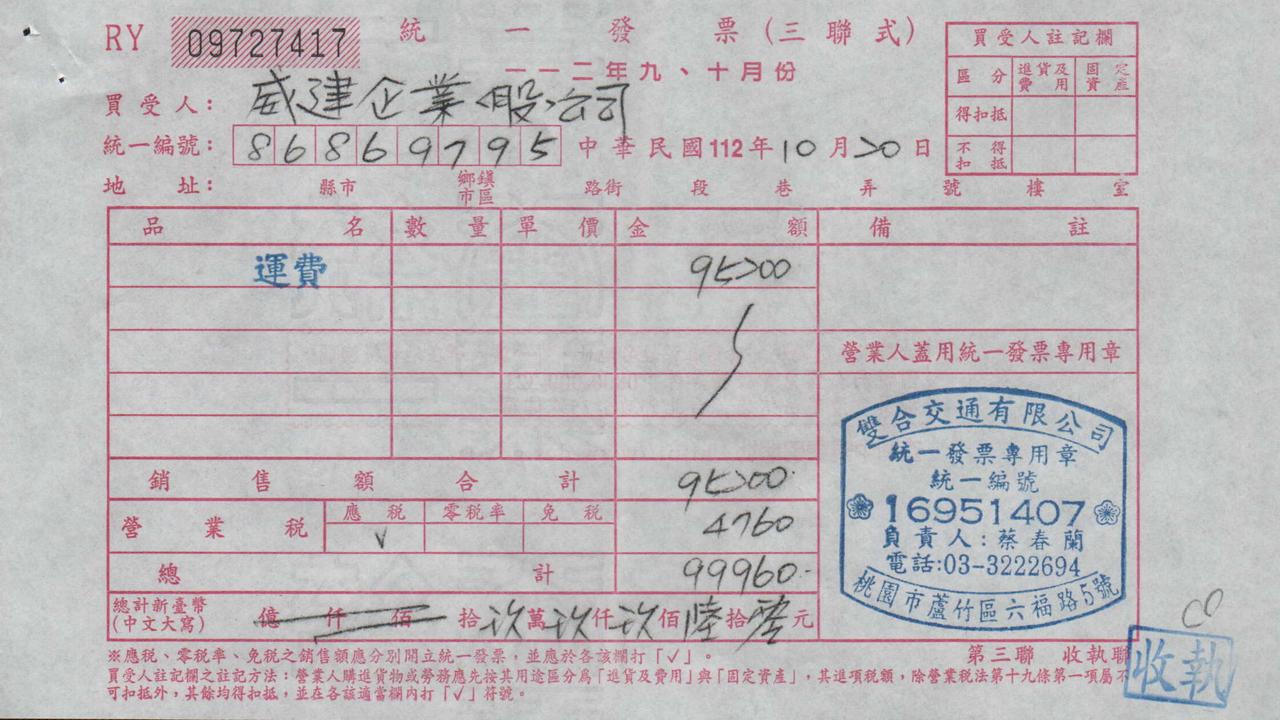 RY 09727417 統一發票(三聯式)
一一二年九、十月份
買受人: 威建企業(股)公司
統一編號: 86869795 中華民國112年10月20日
地址: 縣市 鄉鎮市區 路街 段 巷 弄 號 樓 室
買受人註記欄
區分 進貨及費用 固定資產
得扣抵
不得扣抵
品名 數量 單價 金額 備註
運費 95200
營業人蓋用統一發票專用章
銷售額合計 95200
營業稅 應稅 零稅率 免稅 4760
√
總計 99960
總計新臺幣(中文大寫) 億仟佰拾玖萬玖仟玖佰陸拾零元
雙合交通有限公司
統一發票專用章
統一編號
16951407
負責人:蔡春蘭
電話:03-3222694
桃園市蘆竹區六福路5號
※應稅、零稅率、免稅之銷售額應分別開立統一發票,並應於各該欄打「√」。
第三聯 收執聯
買受人註記欄之註記方法:營業人購進貨物或勞務應先按其用途區分為「進貨及費用」與「固定資產」,其進項稅額,除營業稅法第十九條第一項屬不
可扣抵外,其餘均得扣抵,並在各該適當欄內打「√」符號。
收執